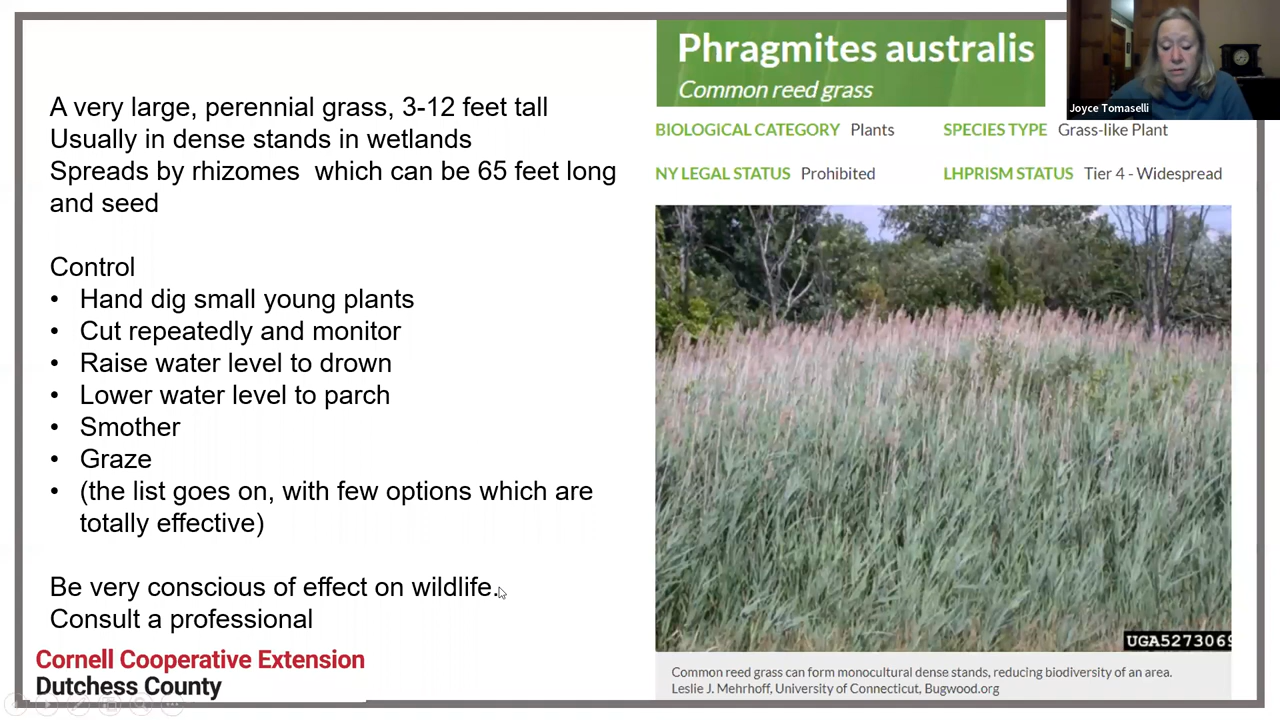 A very large, perennial grass, 3-12 feet tall
Usually in dense stands in wetlands
Spreads by rhizomes  which can be 65 feet long
and seed
Control
• Hand dig small young plants
• Cut repeatedly and monitor
• Raise water level to drown
• Lower water level to parch
• Smother
• Graze
• (the list goes on, with few options which are
totally effective)
Be very conscious of effect on wildlife.
Consult a professional
Cornell Cooperative Extension
Dutchess County
Phragmites australis
Common reed grass
Joyce Tomaselli
BIOLOGICAL CATEGORY Plants
SPECIES TYPE Grass-like Plant
NY LEGAL STATUS Prohibited
LHPRISM STATUS Tier 4 - Widespread
UGA5273069
Common reed grass can form monocultural dense stands, reducing biodiversity of an area.
Leslie J. Mehrhoff, University of Connecticut, Bugwood.org